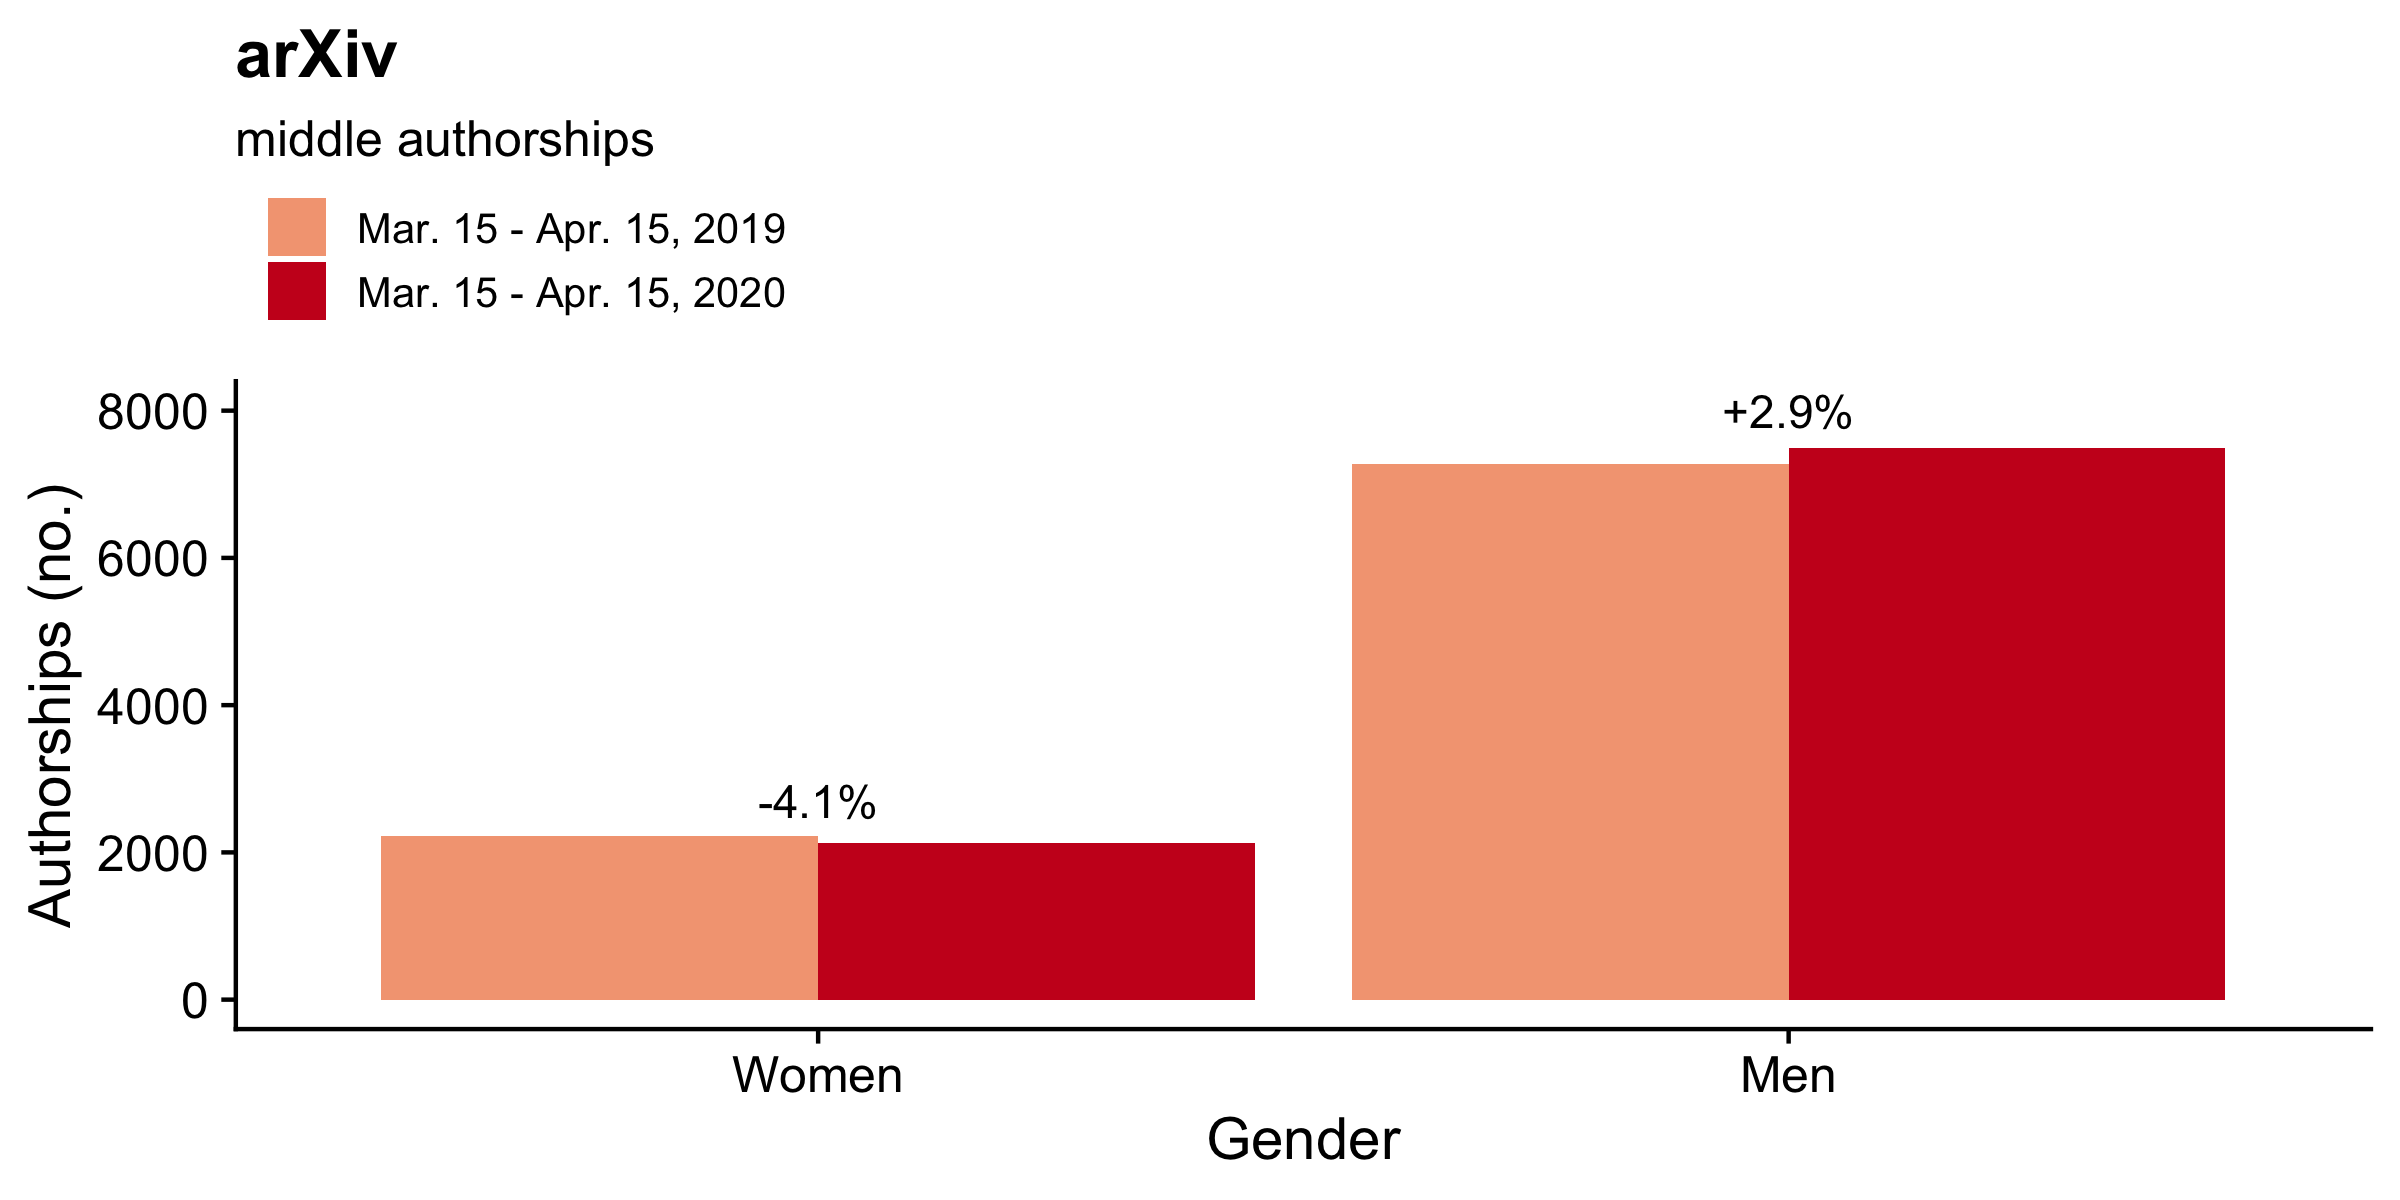 arXiv
middle authorships
Mar. 15 - Apr. 15, 2019
Mar. 15 - Apr. 15, 2020
Authorships (no.)
8000
6000
4000
2000
0
+2.9%
-4.1%
Women
Men
Gender